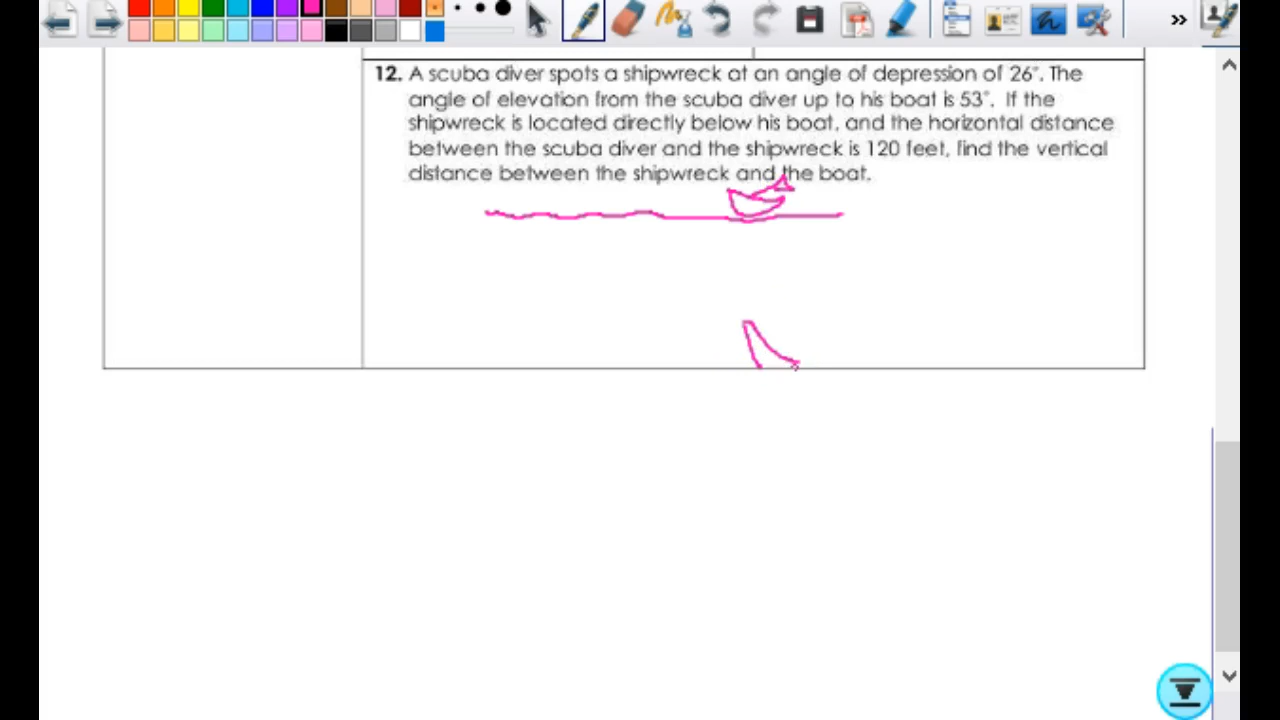 12. A scuba diver spots a shipwreck at an angle of depression of 26°. The
angle of elevation from the scuba diver up to his boat is 53°. If the
shipwreck is located directly below his boat, and the horizontal distance
between the scuba diver and the shipwreck is 120 feet, find the vertical
distance between the shipwreck and the boat.